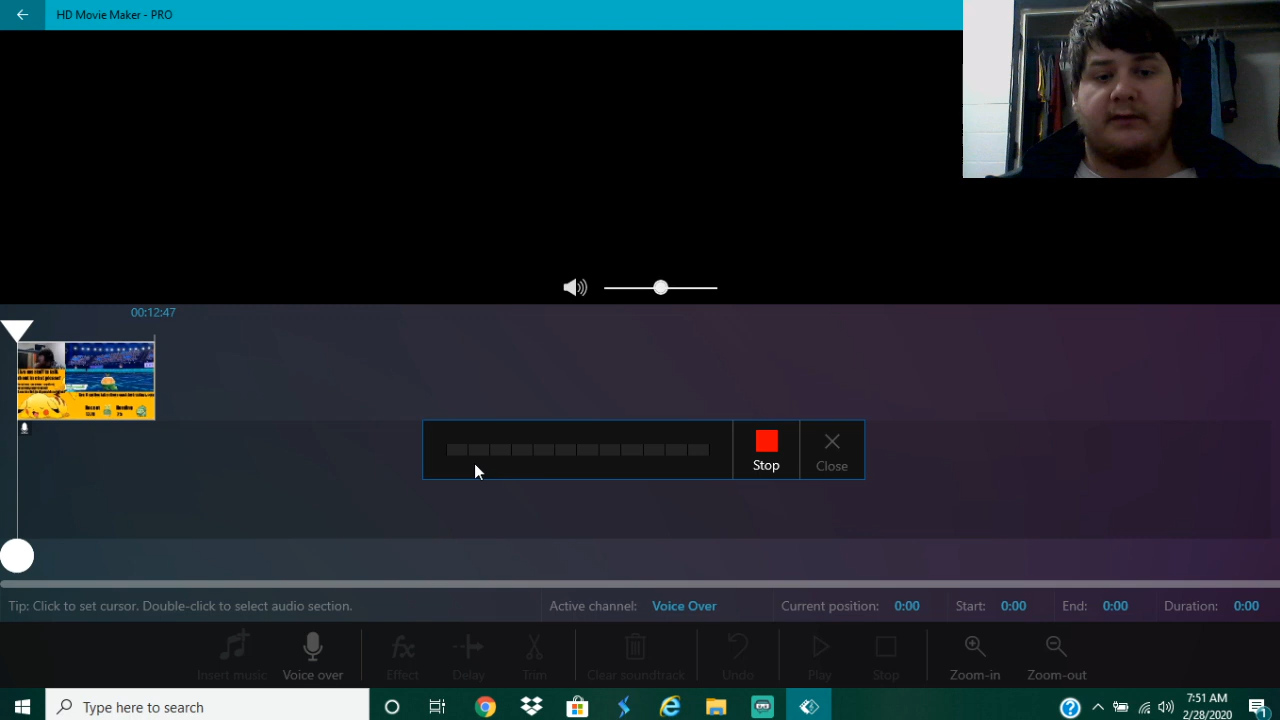 HD Movie Maker - PRO
00:12:47
Stop
Close
Tip: Click to set cursor. Double-click to select audio section.
Active channel: Voice Over
Current position: 0:00
Start: 0:00
End: 0:00
Duration: 0:00
Insert music
Voice over
fx
Effect
Delay
Trim
Clear soundtrack
Undo
Play
Stop
Zoom-in
Zoom-out
Type here to search
7:51 AM
2/28/2020
1